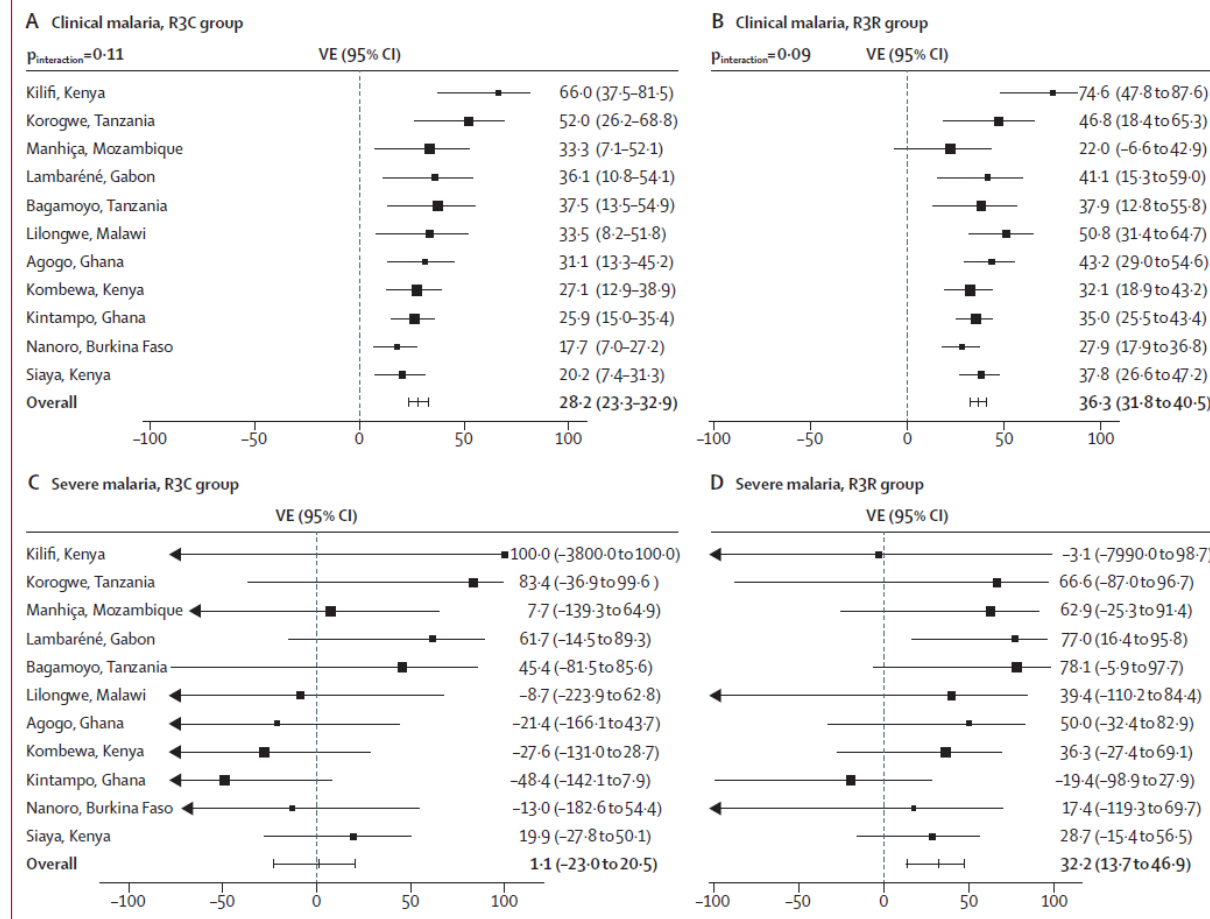 A Clinical malaria, R3C group
p interaction=0·11 VE (95% CI)
Kilifi, Kenya 66·0 (37·5–81·5)
Korogwe, Tanzania 52·0 (26·2–68·8)
Manhiça, Mozambique 33·3 (7·1–52·1)
Lambaréné, Gabon 36·1 (10·8–54·1)
Bagamoyo, Tanzania 37·5 (13·5–54·9)
Lilongwe, Malawi 33·5 (8·2–51·8)
Agogo, Ghana 31·1 (13·3–45·2)
Kombewa, Kenya 27·1 (12·9–38·9)
Kintampo, Ghana 25·9 (15·0–35·4)
Nanoro, Burkina Faso 17·7 (7·0–27·2)
Siaya, Kenya 20·2 (7·4–31·3)
Overall 28·2 (23·3–32·9)
–100 –50 0 50 100
B Clinical malaria, R3R group
p interaction=0·09 VE (95% CI)
74·6 (47·8 to 87·6)
46·8 (18·4 to 65·3)
22·0 (–6·6 to 42·9)
41·1 (15·3 to 59·0)
37·9 (12·8 to 55·8)
50·8 (31·4 to 64·7)
43·2 (29·0 to 54·6)
32·1 (18·9 to 43·2)
35·0 (25·5 to 43·4)
27·9 (17·9 to 36·8)
37·8 (26·6 to 47·2)
36·3 (31·8 to 40·5)
–100 –50 0 50 100
C Severe malaria, R3C group
VE (95% CI)
Kilifi, Kenya 100·0 (–3800·0 to 100·0)
Korogwe, Tanzania 83·4 (–36·9 to 99·6)
Manhiça, Mozambique 7·7 (–139·3 to 64·9)
Lambaréné, Gabon 61·7 (–14·5 to 89·3)
Bagamoyo, Tanzania 45·4 (–81·5 to 85·6)
Lilongwe, Malawi –8·7 (–223·9 to 62·8)
Agogo, Ghana –21·4 (–166·1 to 43·7)
Kombewa, Kenya –27·6 (–131·0 to 28·7)
Kintampo, Ghana –48·4 (–142·1 to 7·9)
Nanoro, Burkina Faso –13·0 (–182·6 to 54·4)
Siaya, Kenya 19·9 (–27·8 to 50·1)
Overall 1·1 (–23·0 to 20·5)
–100 –50 0 50 100
D Severe malaria, R3R group
VE (95% CI)
–3·1 (–7990·0 to 98·7)
66·6 (–87·0 to 96·7)
62·9 (–25·3 to 91·4)
77·0 (16·4 to 95·8)
78·1 (–5·9 to 97·7)
39·4 (–110·2 to 84·4)
50·0 (–32·4 to 82·9)
36·3 (–27·4 to 69·1)
–19·4 (–98·9 to 27·9)
17·4 (–119·3 to 69·7)
28·7 (–15·4 to 56·5)
32·2 (13·7 to 46·9)
–100 –50 0 50 100